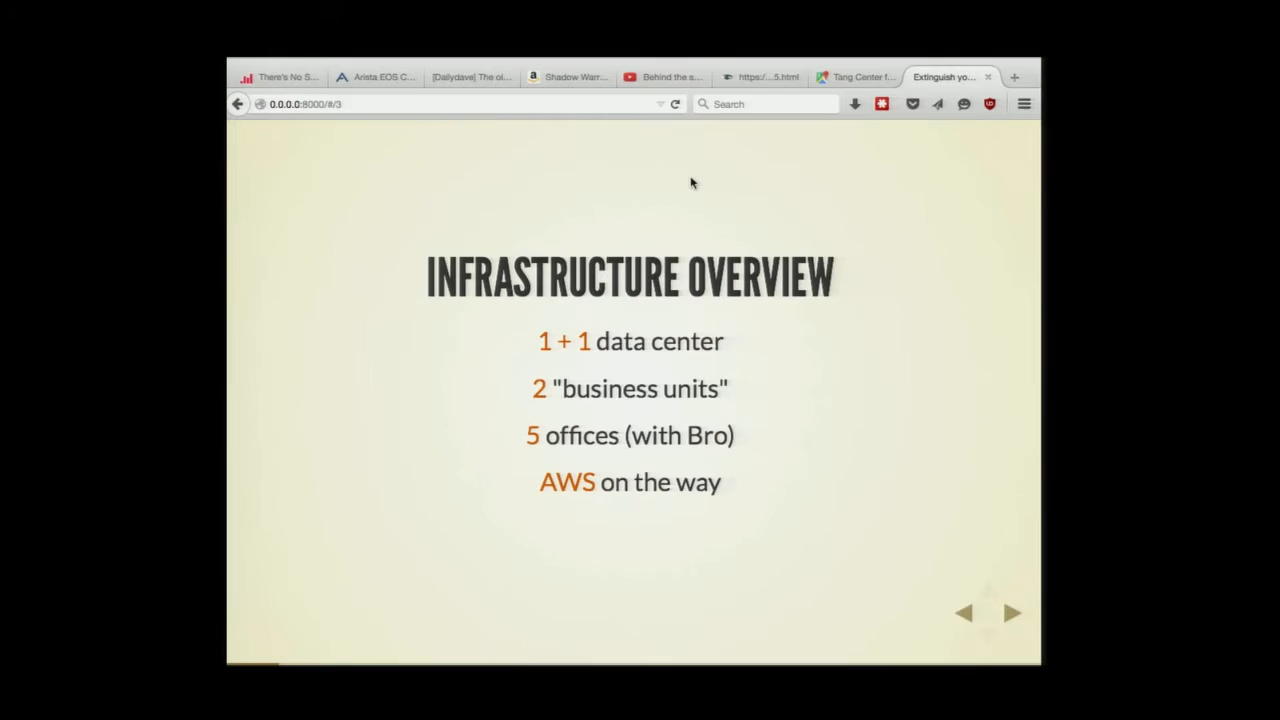 There's No S...
Arista EOS C...
[Dailydave] The oi...
Shadow Warr...
Behind the s...
https:/...5.html
Tang Center f...
Extinguish yo...
0.0.0.0:8000/#/3
Search
INFRASTRUCTURE OVERVIEW
1 + 1 data center
2 "business units"
5 offices (with Bro)
AWS on the way